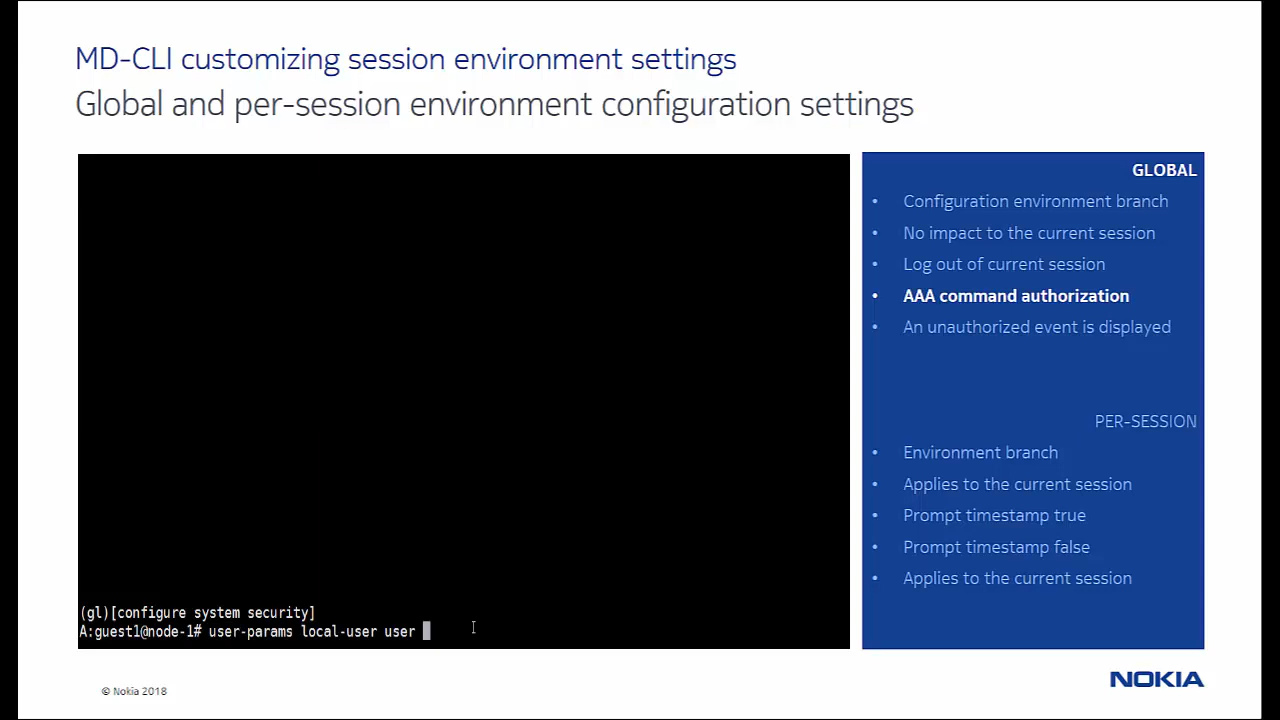 MD-CLI customizing session environment settings
Global and per-session environment configuration settings
(gl)[configure system security]
A:guest1@node-1# user-params local-user user
GLOBAL
• Configuration environment branch
• No impact to the current session
• Log out of current session
• AAA command authorization
• An unauthorized event is displayed
PER-SESSION
• Environment branch
• Applies to the current session
• Prompt timestamp true
• Prompt timestamp false
• Applies to the current session
© Nokia 2018
NOKIA